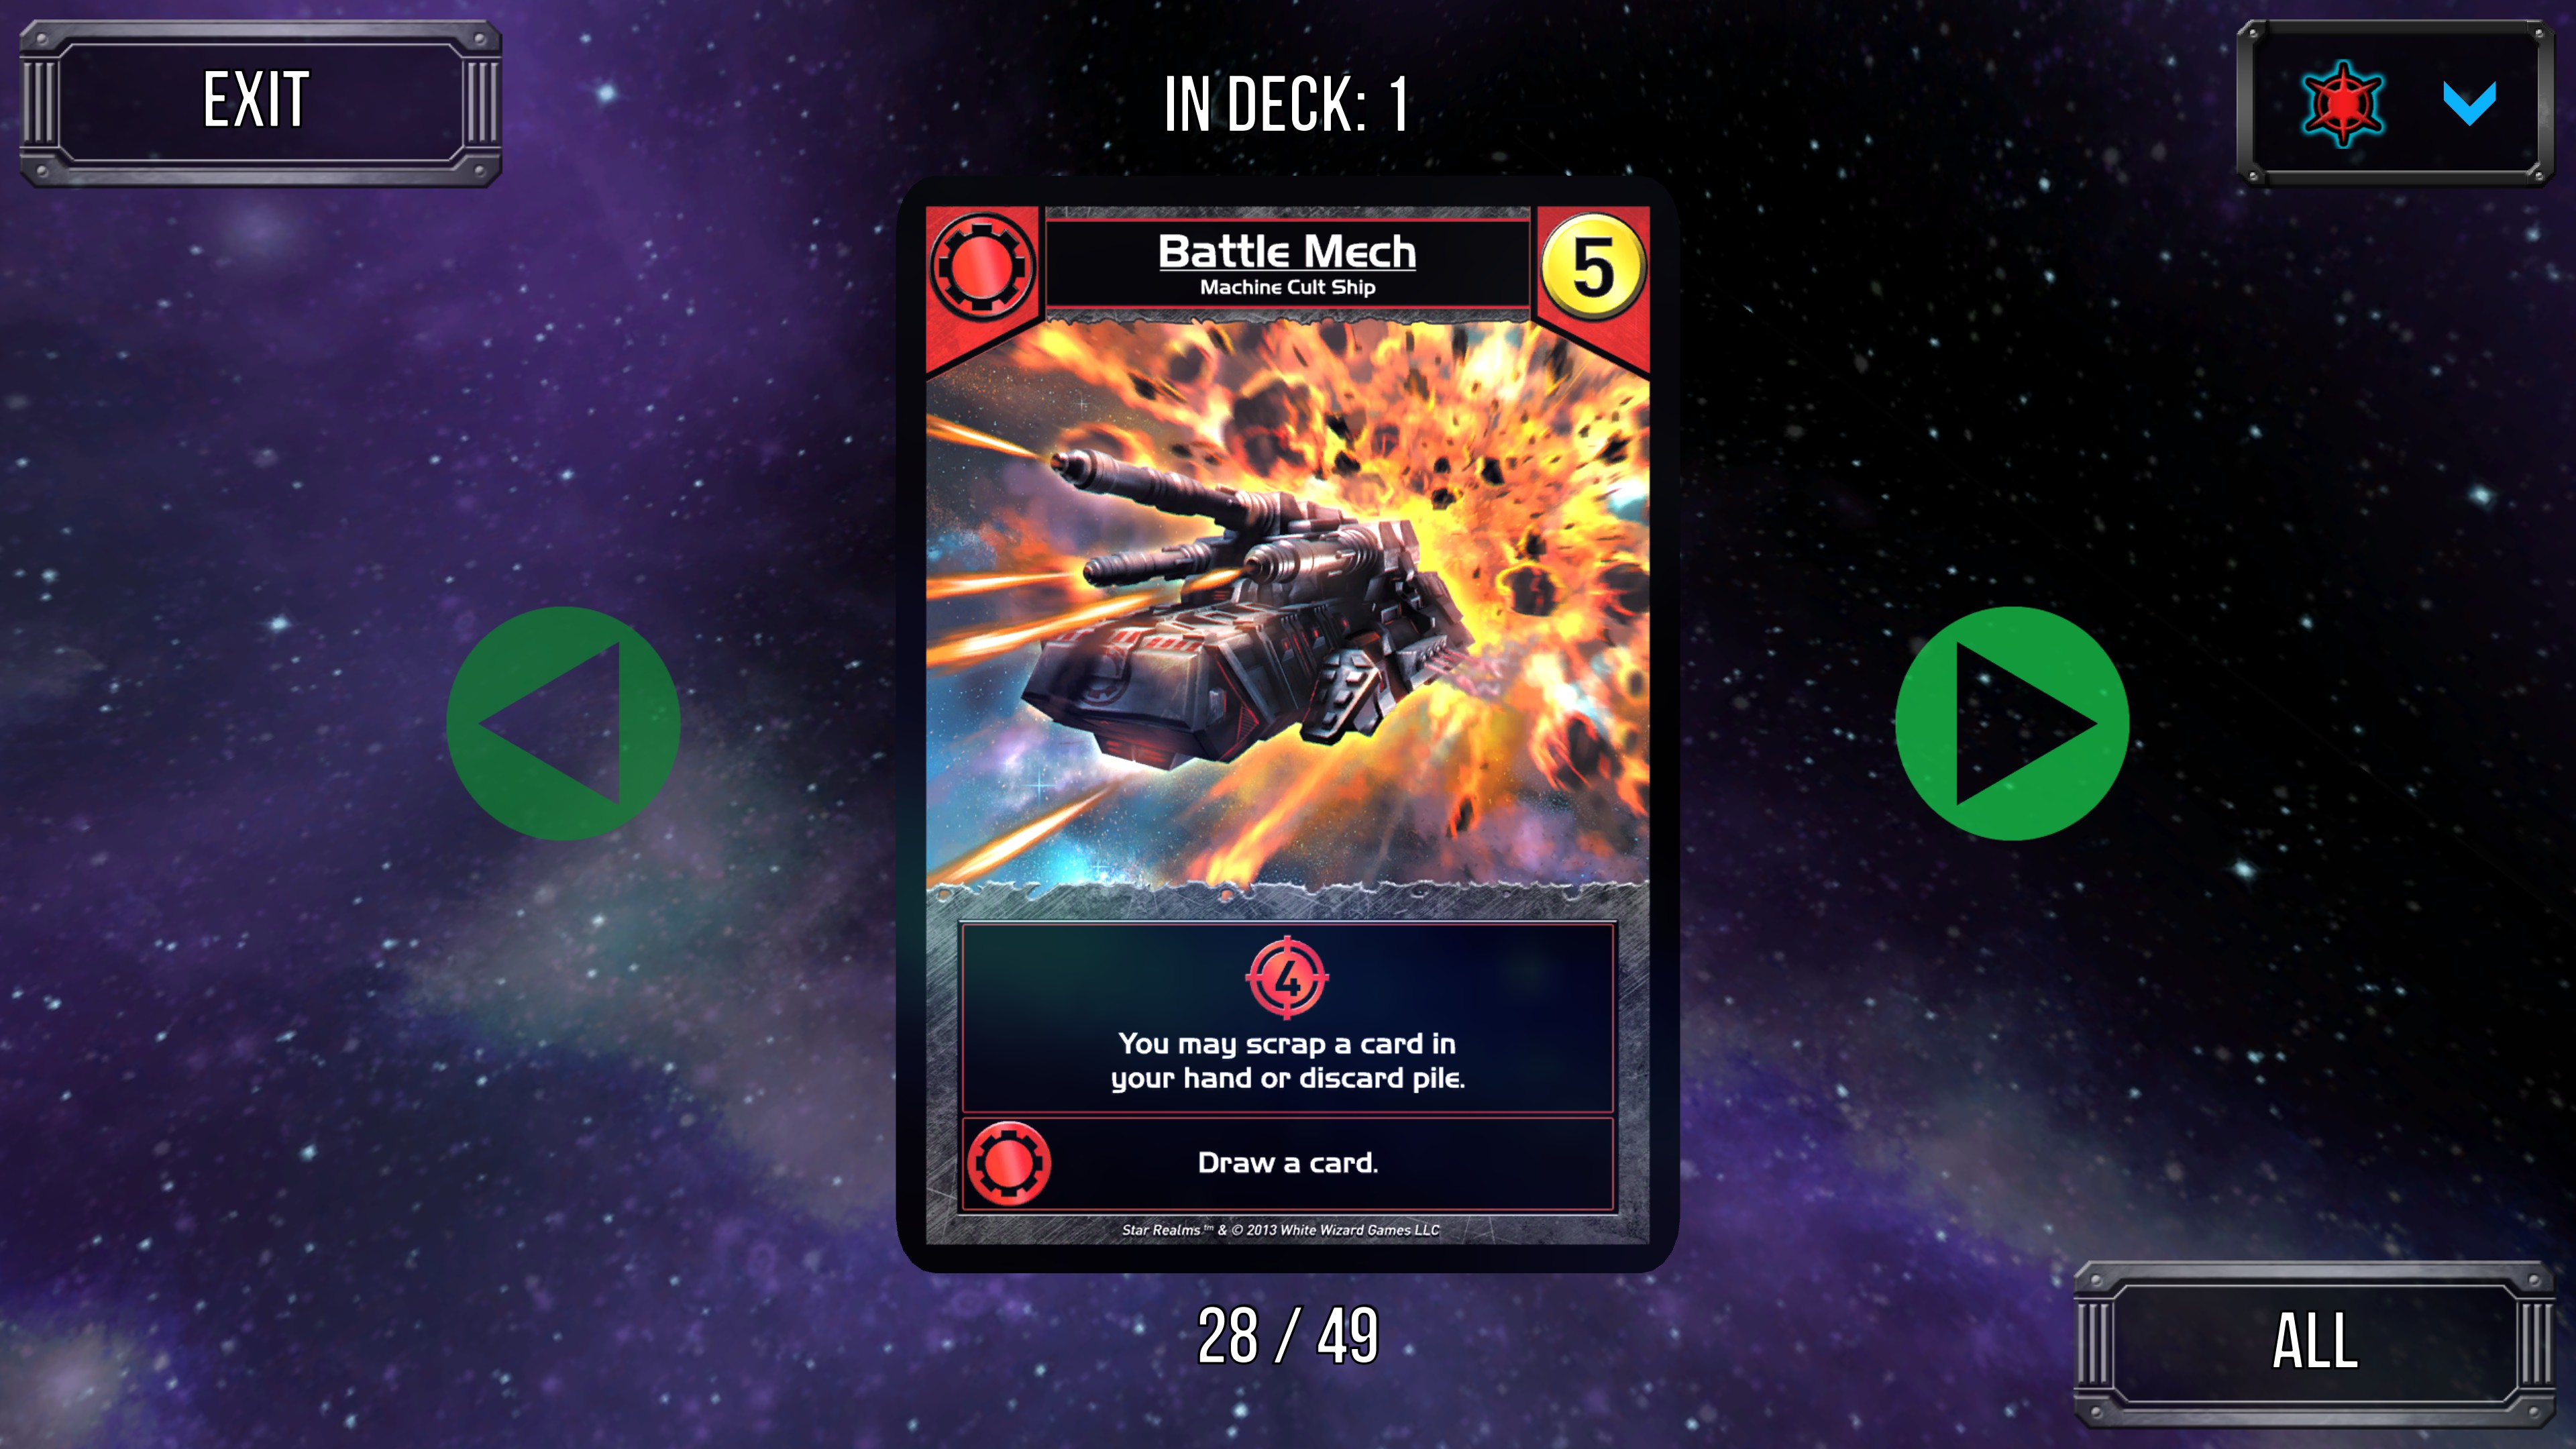 EXIT
IN DECK: 1
Battle Mech
5
Machine Cult Ship
4
You may scrap a card in
your hand or discard pile.
Draw a card.
Star Realms™ & © 2013 White Wizard Games LLC
28 / 49
ALL